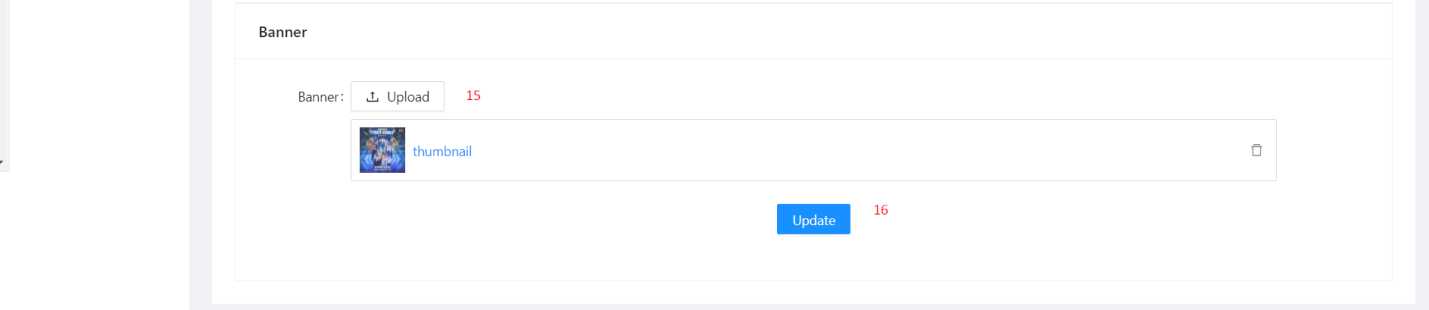 Banner
Banner: Upload 15
thumbnail
Update 16